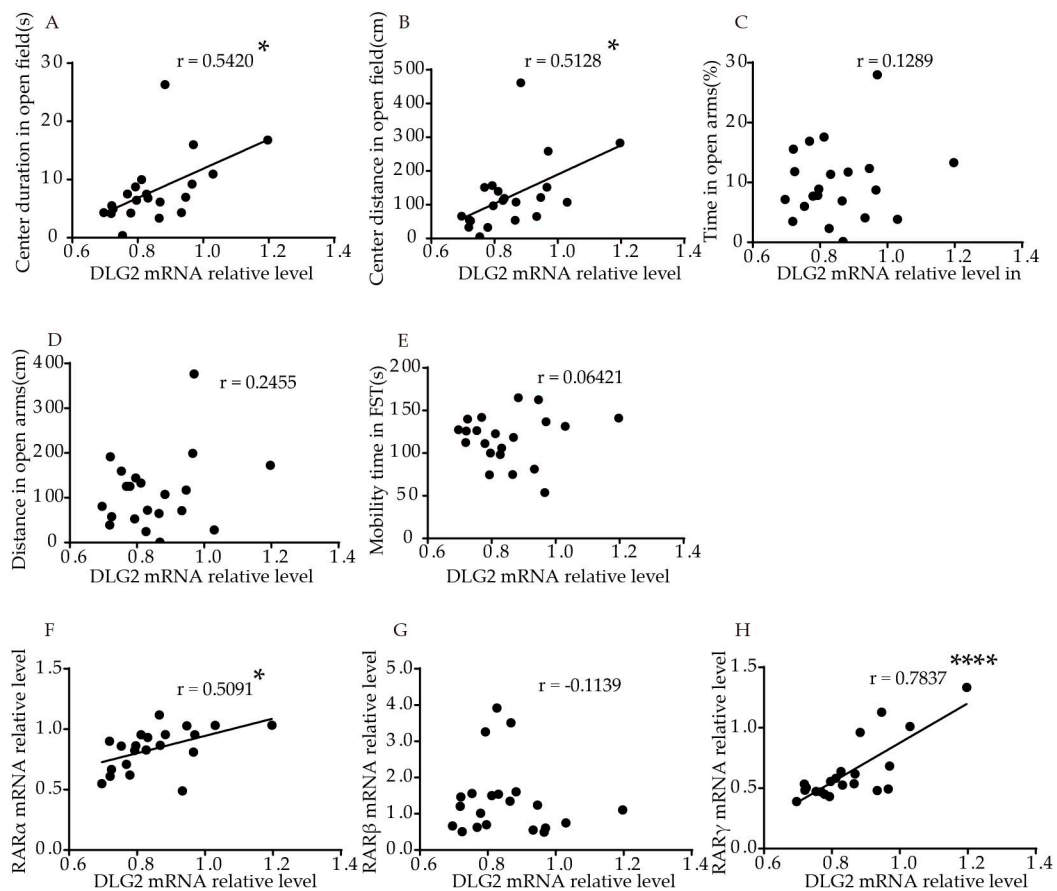 A
r = 0.5420
*
Center duration in open field(s)
30
20
10
0
0.6
0.8
1.0
1.2
1.4
DLG2 mRNA relative level
B
r = 0.5128
*
Center distance in open field(cm)
500
400
300
200
100
0
0.6
0.8
1.0
1.2
1.4
DLG2 mRNA relative level
C
r = 0.1289
Time in open arms(%)
30
20
10
0
0.6
0.8
1.0
1.2
1.4
DLG2 mRNA relative level in
D
r = 0.2455
Distance in open arms(cm)
400
300
200
100
0
0.6
0.8
1.0
1.2
1.4
DLG2 mRNA relative level
E
r = 0.06421
Mobility time in FST(s)
200
150
100
50
0
0.6
0.8
1.0
1.2
1.4
DLG2 mRNA relative level
F
r = 0.5091
*
RARα mRNA relative level
1.5
1.0
0.5
0.0
0.6
0.8
1.0
1.2
1.4
DLG2 mRNA relative level
G
r = -0.1139
RARβ mRNA relative level
5.0
4.0
3.0
2.0
1.0
0.0
0.6
0.8
1.0
1.2
1.4
DLG2 mRNA relative level
H
r = 0.7837
****
RARγ mRNA relative level
1.5
1.0
0.5
0.0
0.6
0.8
1.0
1.2
1.4
DLG2 mRNA relative level